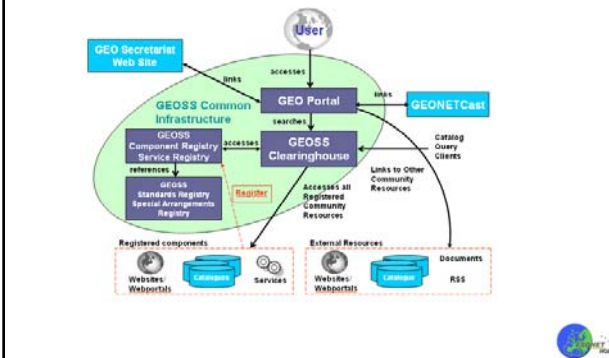 User
GEO Secretariat
Web Site
accesses
links
GEOSS Common
Infrastructure
GEO Portal
links
GEONETCast
searches
GEOSS
Component Registry
Service Registry
accesses
GEOSS
Clearinghouse
Catalog
Query
Clients
references
GEOSS
Standards Registry
Special Arrangements
Registry
Register
Accesses all
Registered
Community
Resources
Links to Other
Community
Resources
Registered components
External Resources
Websites/
Webportals
Catalogues
Services
Websites/
Webportals
Catalogue
Documents
RSS